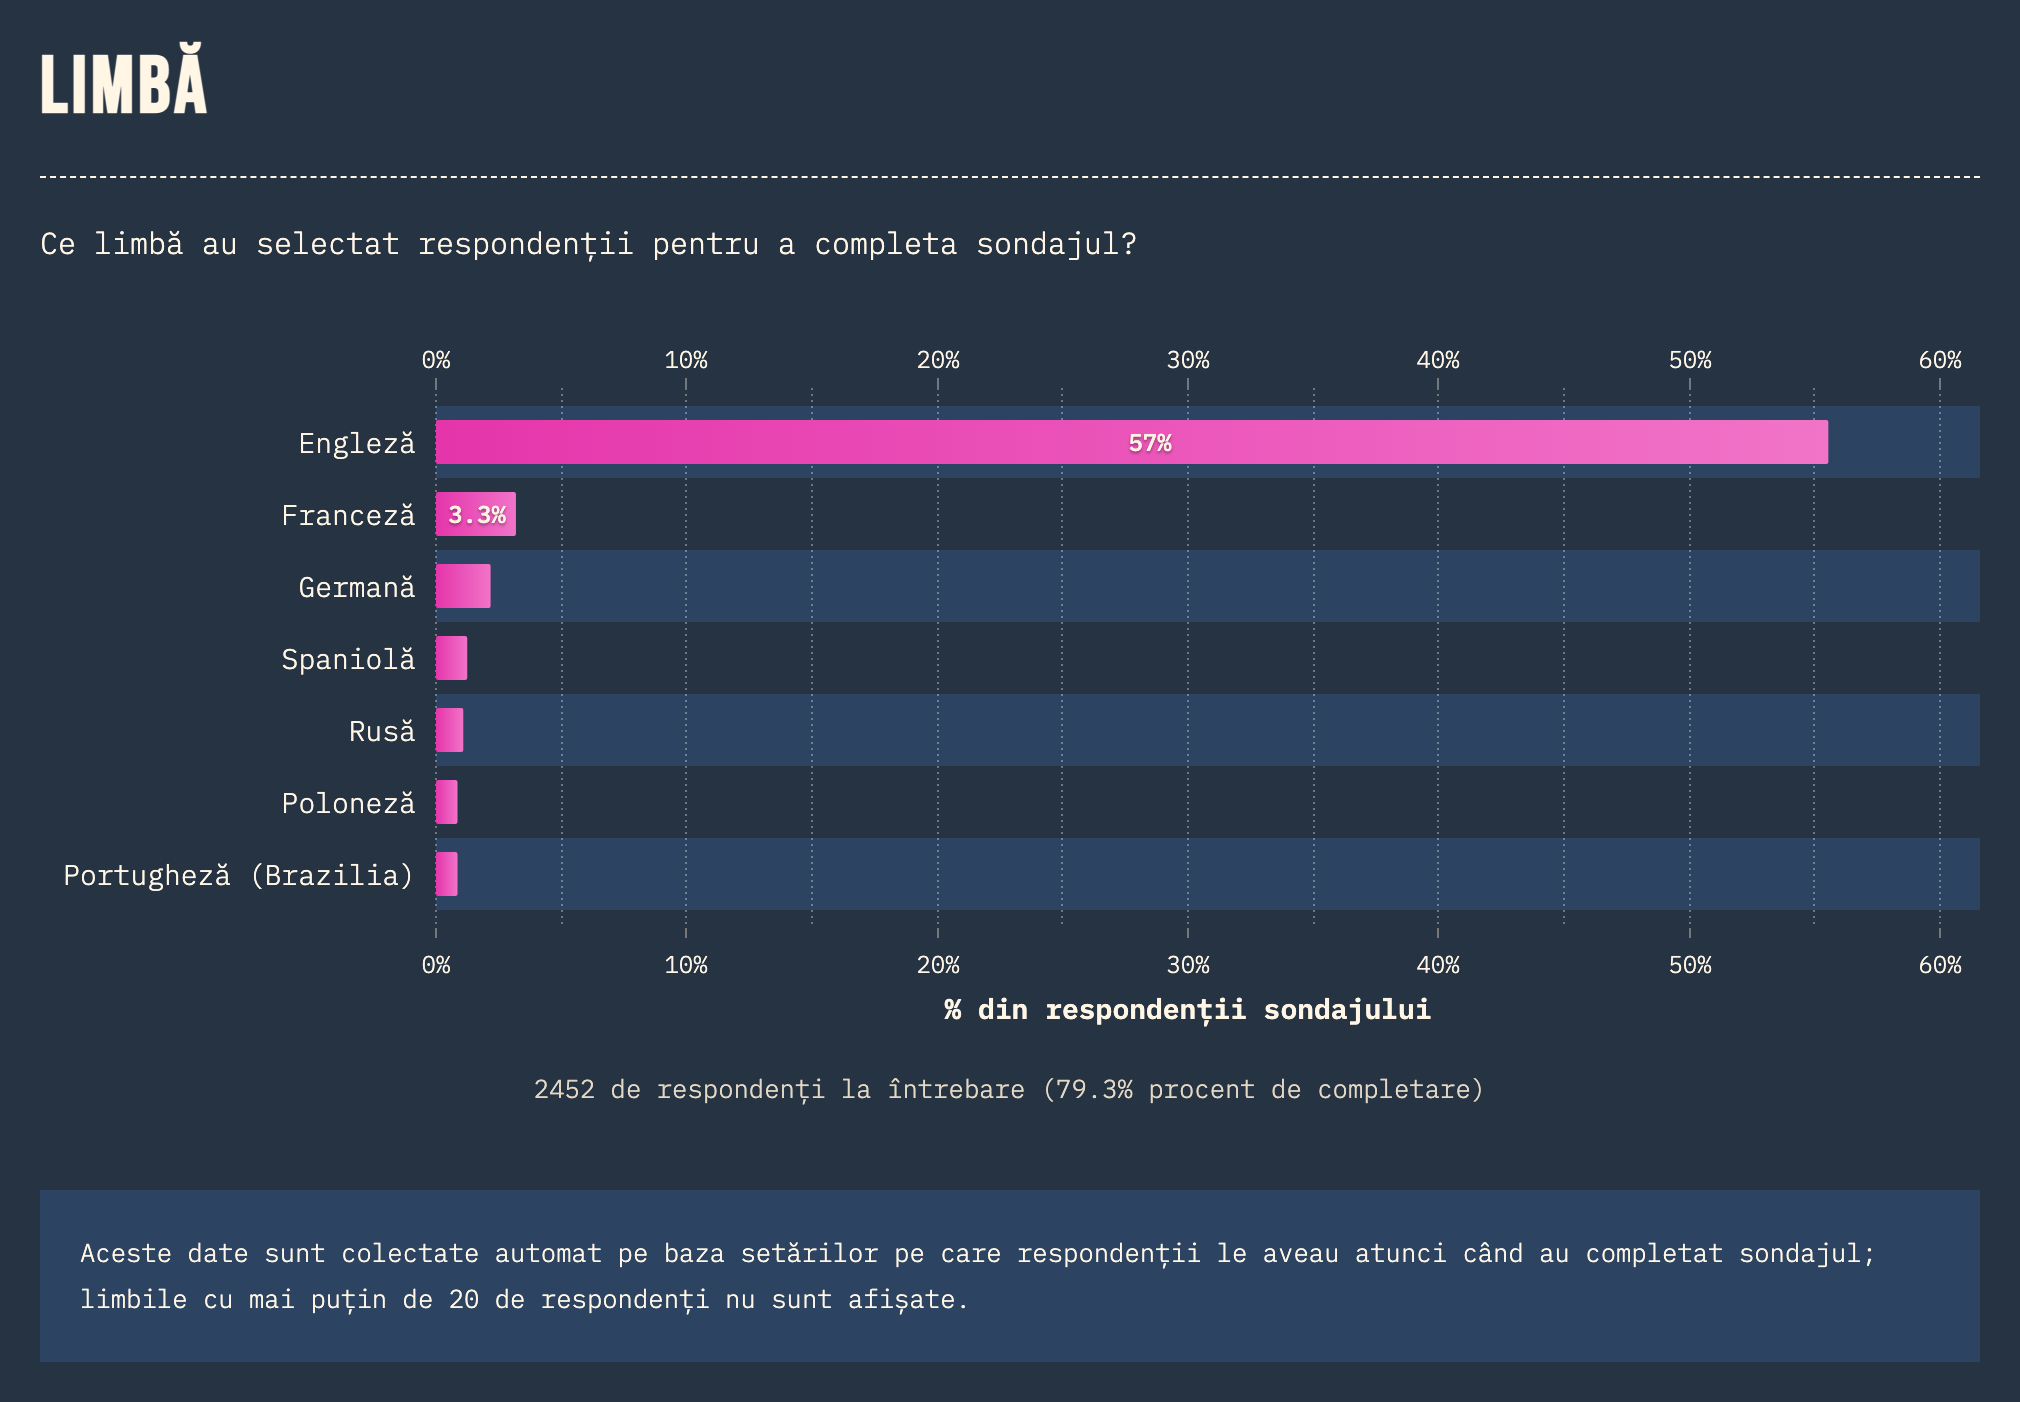 LIMBĂ
Ce limbă au selectat respondenții pentru a completa sondajul?
0% 10% 20% 30% 40% 50% 60%
Engleză 57%
Franceză 3.3%
Germană
Spaniolă
Rusă
Poloneză
Portugheză (Brazilia)
0% 10% 20% 30% 40% 50% 60%
% din respondenții sondajului
2452 de respondenți la întrebare (79.3% procent de completare)
Aceste date sunt colectate automat pe baza setărilor pe care respondenții le aveau atunci când au completat sondajul;
limbile cu mai puțin de 20 de respondenți nu sunt afișate.